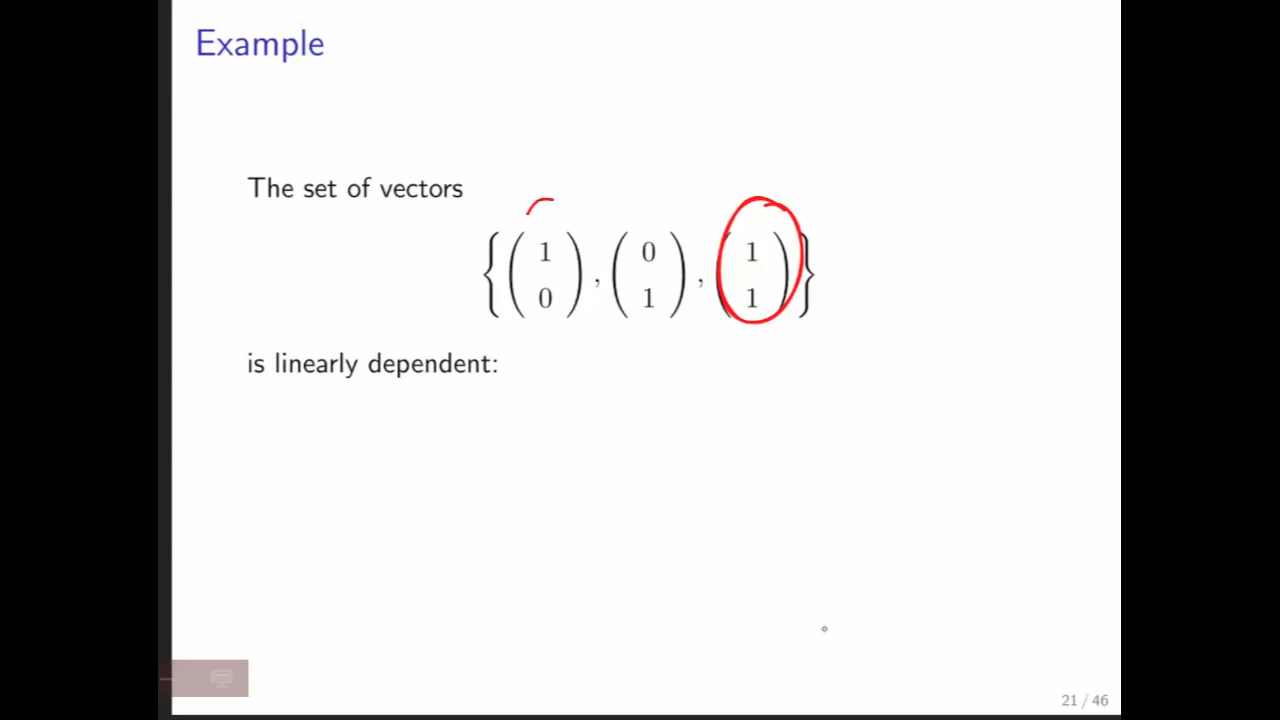 Example
The set of vectors
{ ( 1 0 ) , ( 0 1 ) , ( 1 1 ) }
is linearly dependent:
21 / 46